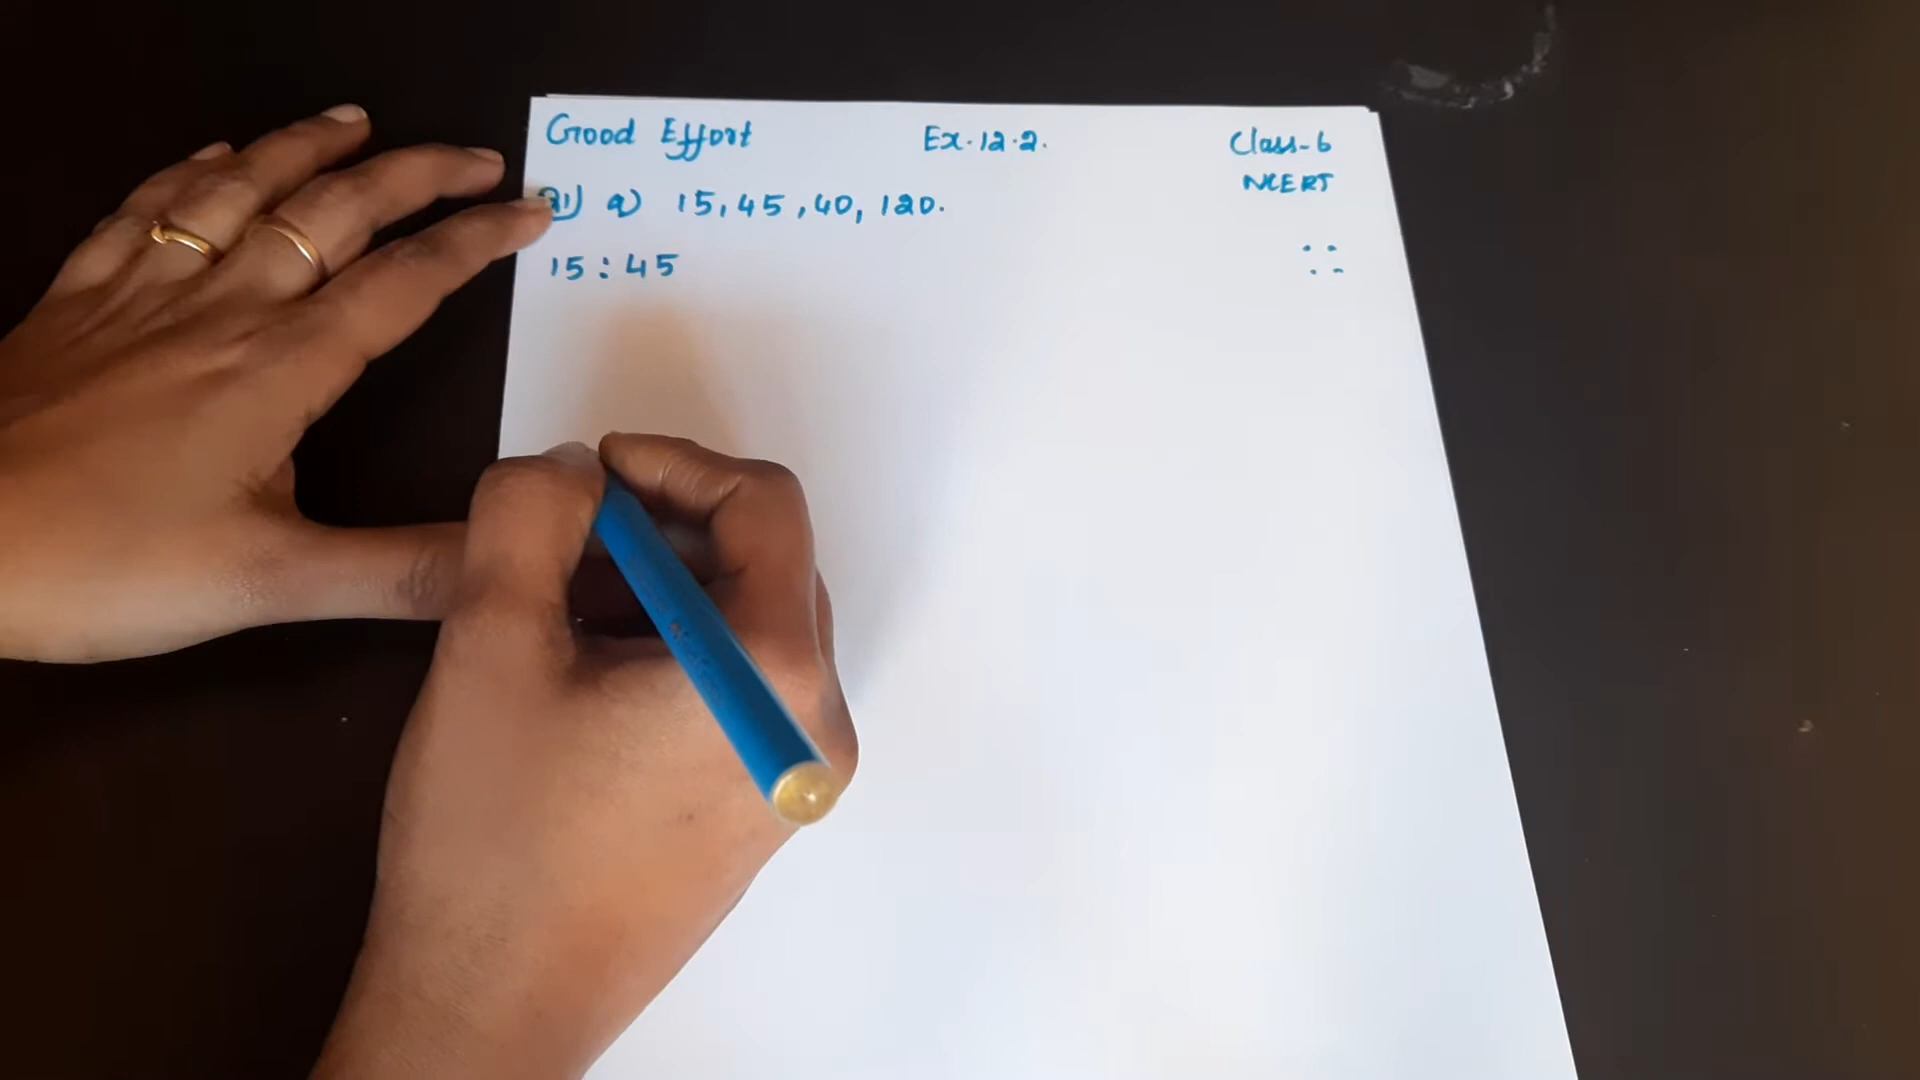 Good Effort Ex. 12.2. Class-6
NCERT
Q1) a) 15, 45, 40, 120.
15 : 45 ::